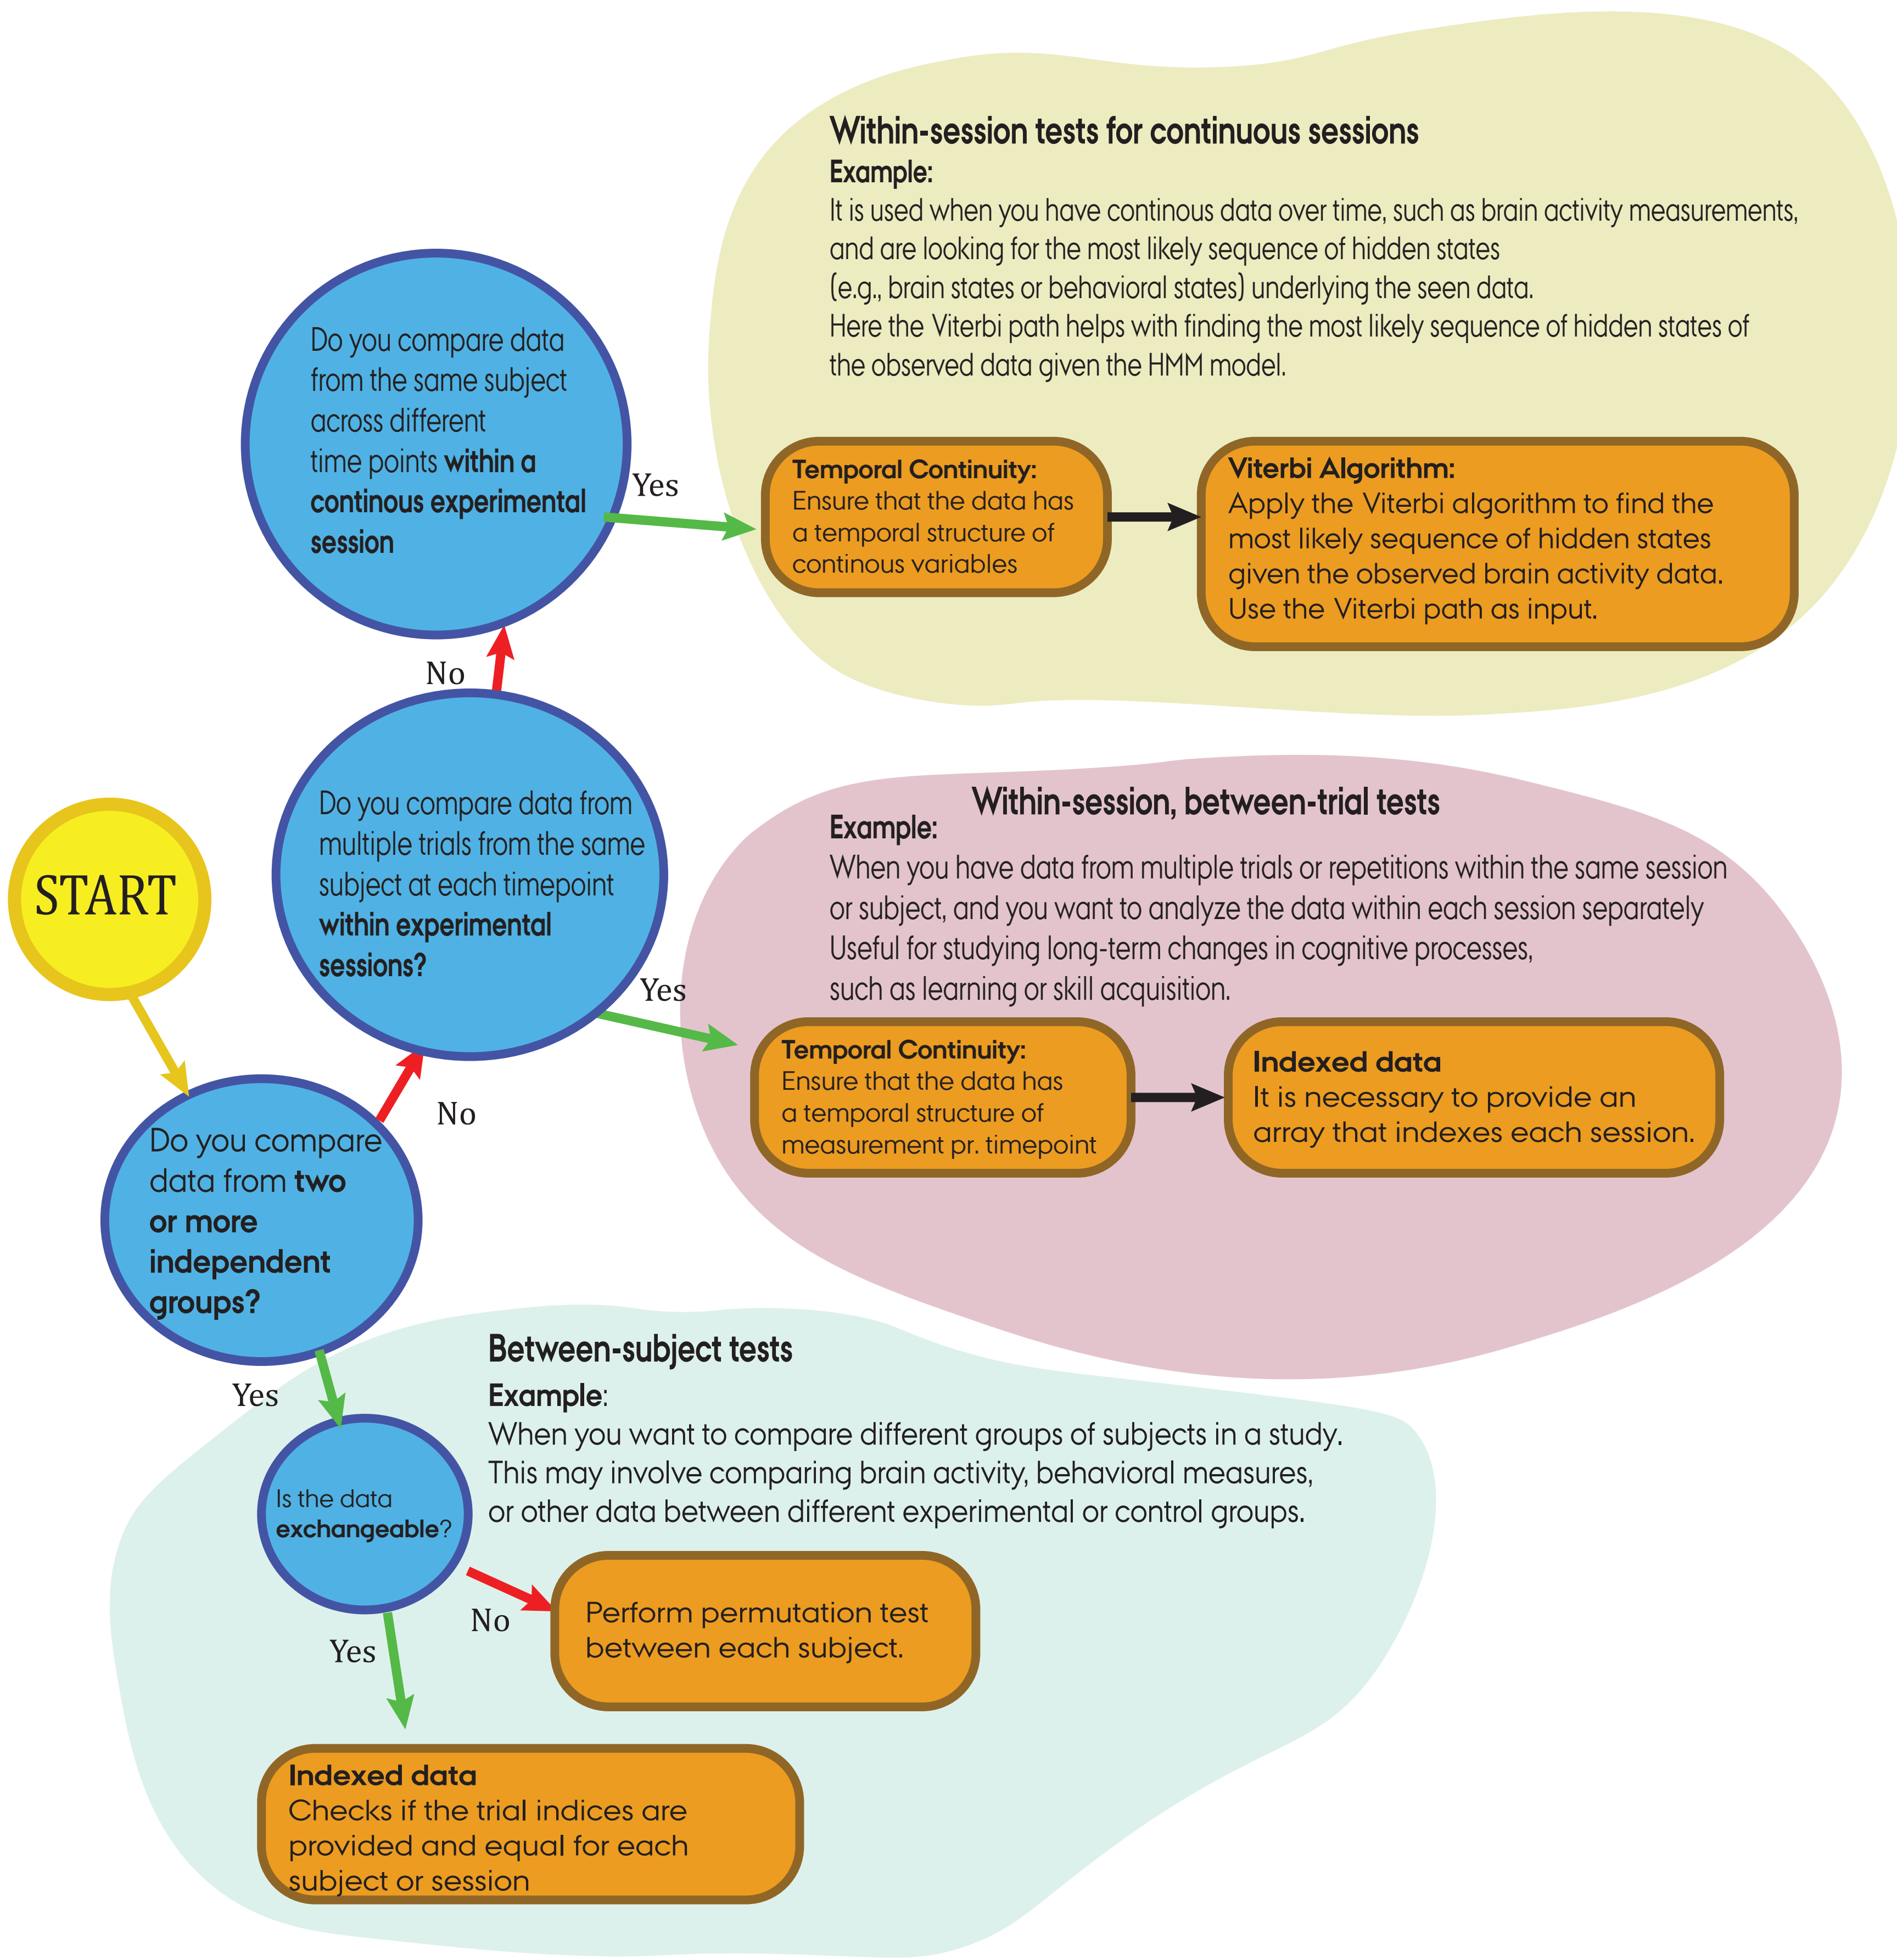 Within-session tests for continuous sessions
Example:
It is used when you have continous data over time, such as brain activity measurements,
and are looking for the most likely sequence of hidden states
(e.g., brain states or behavioral states) underlying the seen data.
Here the Viterbi path helps with finding the most likely sequence of hidden states of
the observed data given the HMM model.
Do you compare data
from the same subject
across different
time points within a
continous experimental
session
Yes
Temporal Continuity:
Ensure that the data has
a temporal structure of
continous variables
Viterbi Algorithm:
Apply the Viterbi algorithm to find the
most likely sequence of hidden states
given the observed brain activity data.
Use the Viterbi path as input.
No
Do you compare data from
multiple trials from the same
subject at each timepoint
within experimental
sessions?
Yes
Within-session, between-trial tests
Example:
When you have data from multiple trials or repetitions within the same session
or subject, and you want to analyze the data within each session separately
Useful for studying long-term changes in cognitive processes,
such as learning or skill acquisition.
Temporal Continuity:
Ensure that the data has
a temporal structure of
measurement pr. timepoint
Indexed data
It is necessary to provide an
array that indexes each session.
START
No
Do you compare
data from two
or more
independent
groups?
Yes
Between-subject tests
Example:
When you want to compare different groups of subjects in a study.
This may involve comparing brain activity, behavioral measures,
or other data between different experimental or control groups.
Is the data
exchangeable?
No
Perform permutation test
between each subject.
Yes
Indexed data
Checks if the trial indices are
provided and equal for each
subject or session